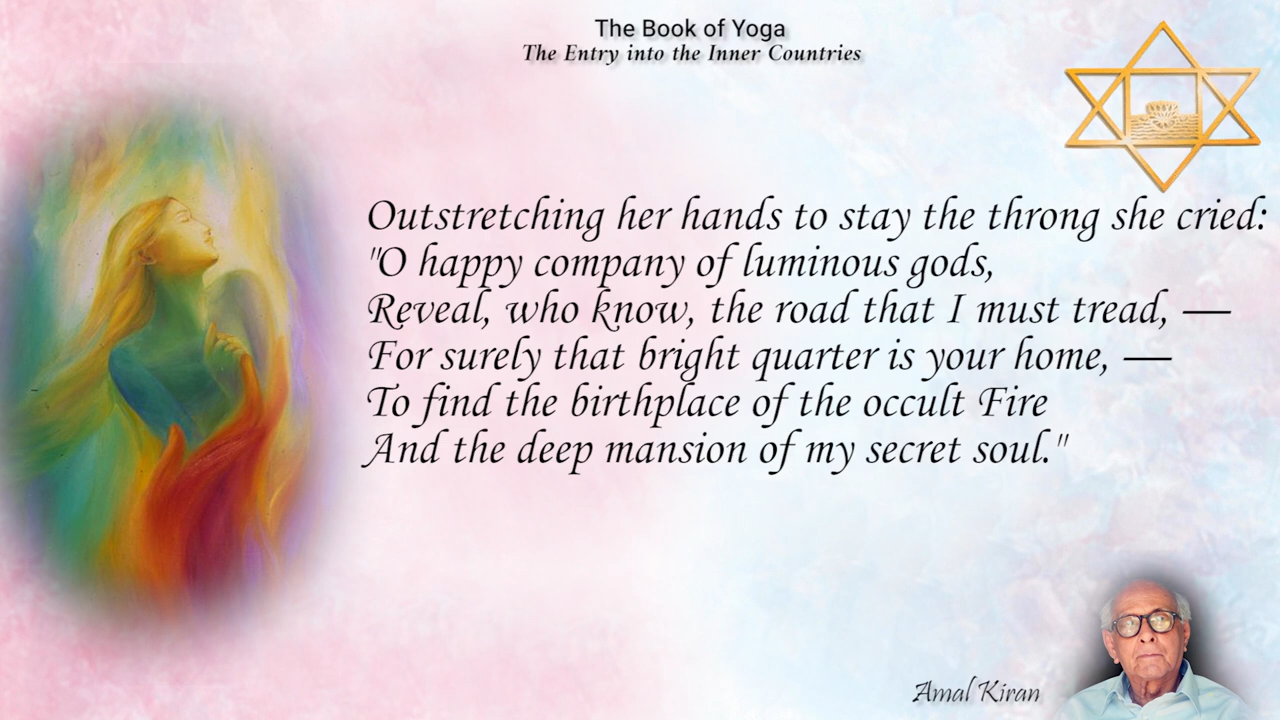 The Book of Yoga
The Entry into the Inner Countries
Outstretching her hands to stay the throng she cried:
"O happy company of luminous gods,
Reveal, who know, the road that I must tread, —
For surely that bright quarter is your home, —
To find the birthplace of the occult Fire
And the deep mansion of my secret soul."
Amal Kiran